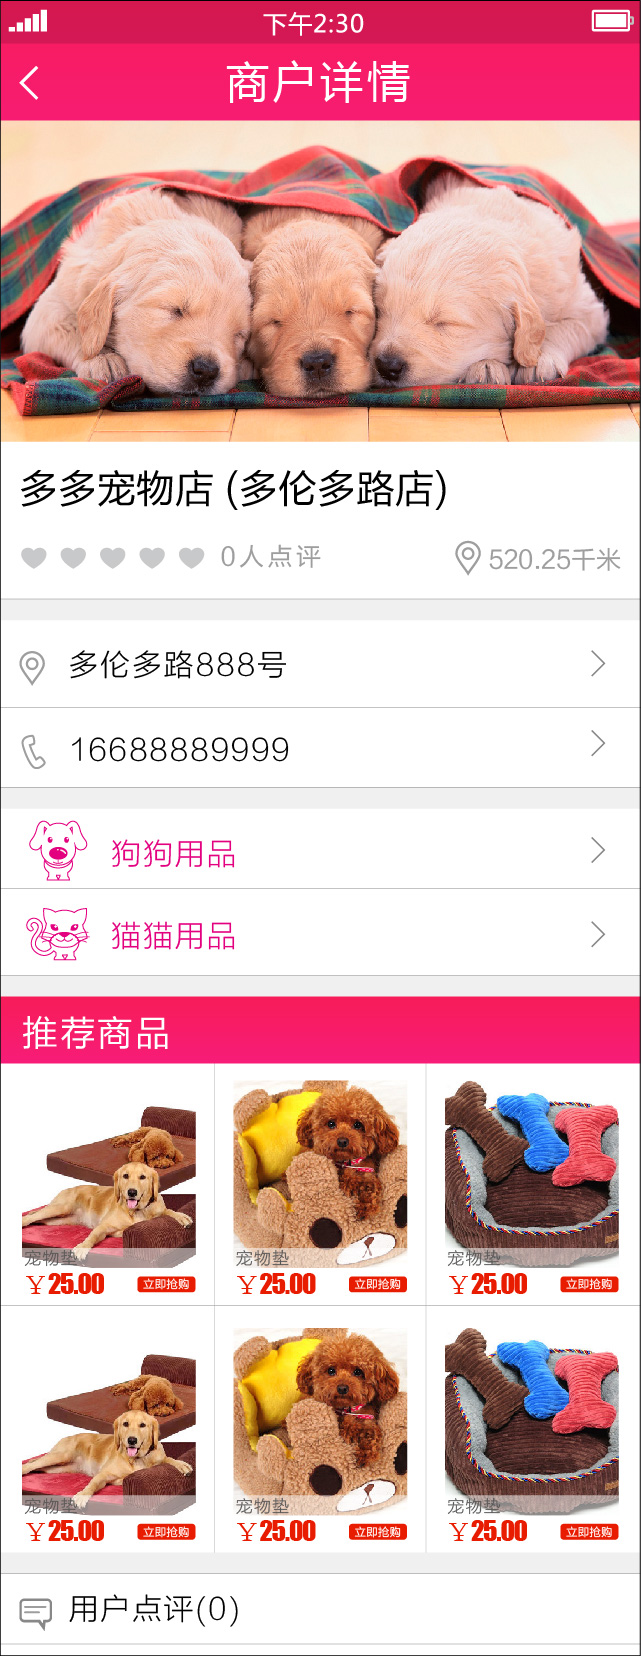 下午2:30
商户详情
多多宠物店 (多伦多路店)
0人点评
520.25千米
多伦多路888号
16688889999
狗狗用品
猫猫用品
推荐商品
宠物垫 宠物垫 宠物垫
￥25.00 立即抢购 ￥25.00 立即抢购 ￥25.00 立即抢购
宠物垫 宠物垫 宠物垫
￥25.00 立即抢购 ￥25.00 立即抢购 ￥25.00 立即抢购
用户点评(0)